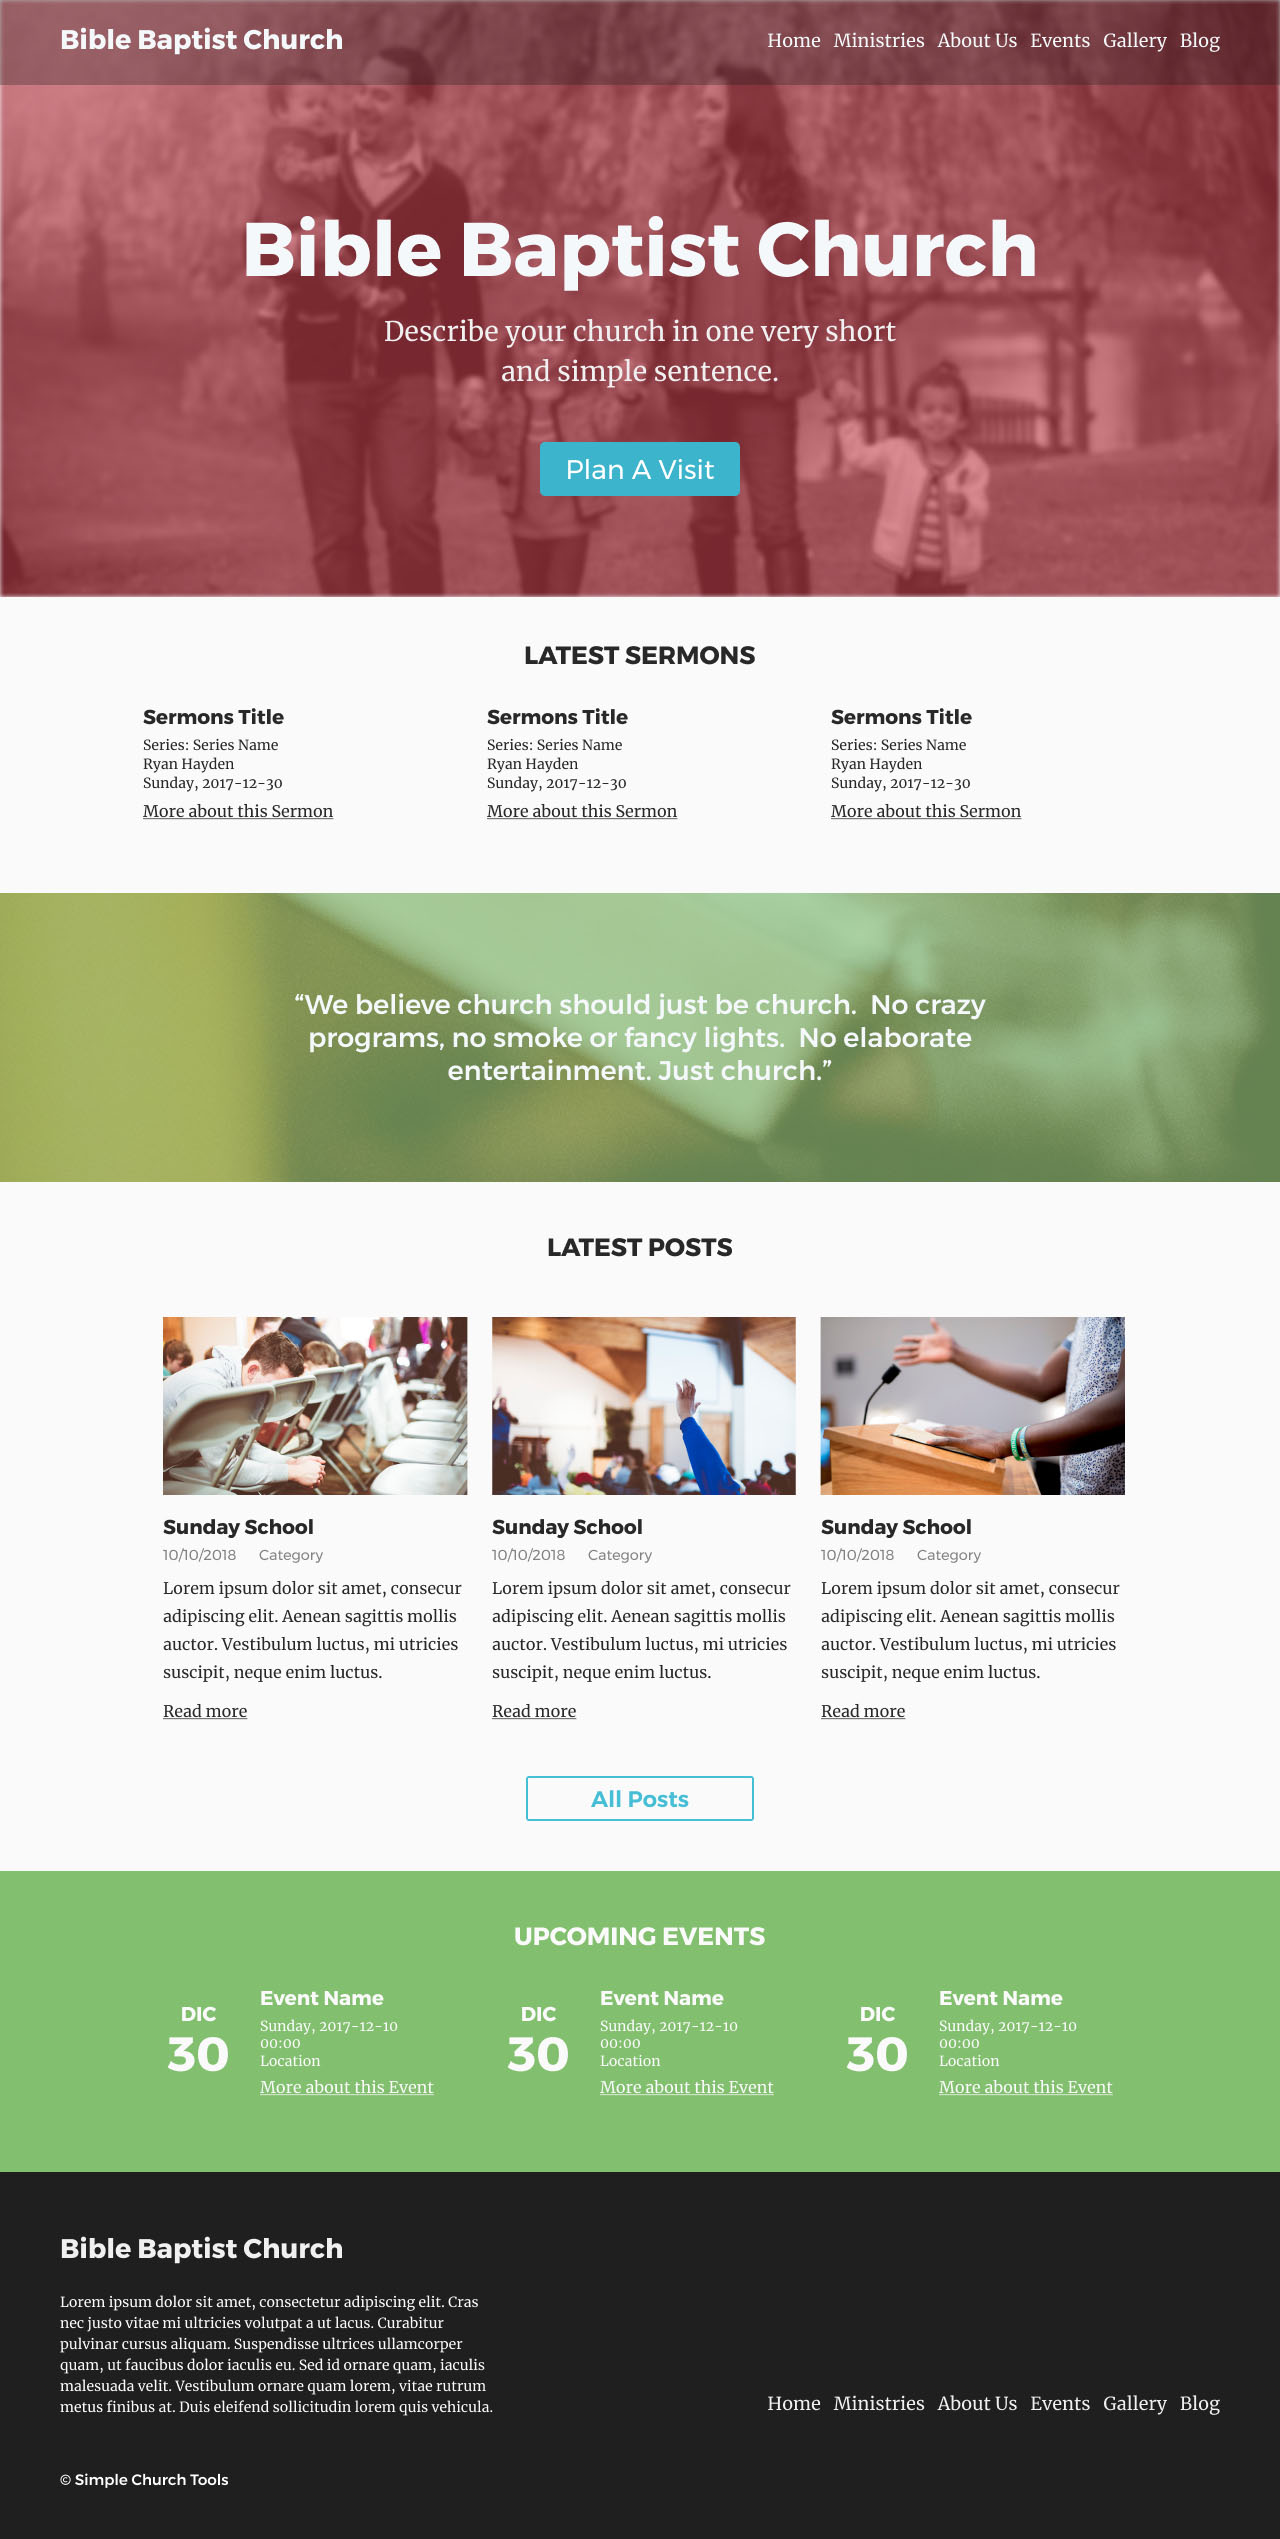 Bible Baptist Church
Home Ministries About Us Events Gallery Blog
Bible Baptist Church
Describe your church in one very short
and simple sentence.
Plan A Visit
LATEST SERMONS
Sermons Title
Series: Series Name
Ryan Hayden
Sunday, 2017-12-30
More about this Sermon
Sermons Title
Series: Series Name
Ryan Hayden
Sunday, 2017-12-30
More about this Sermon
Sermons Title
Series: Series Name
Ryan Hayden
Sunday, 2017-12-30
More about this Sermon
“We believe church should just be church. No crazy
programs, no smoke or fancy lights. No elaborate
entertainment. Just church.”
LATEST POSTS
Sunday School
10/10/2018 Category
Lorem ipsum dolor sit amet, consecur
adipiscing elit. Aenean sagittis mollis
auctor. Vestibulum luctus, mi utricies
suscipit, neque enim luctus.
Read more
Sunday School
10/10/2018 Category
Lorem ipsum dolor sit amet, consecur
adipiscing elit. Aenean sagittis mollis
auctor. Vestibulum luctus, mi utricies
suscipit, neque enim luctus.
Read more
Sunday School
10/10/2018 Category
Lorem ipsum dolor sit amet, consecur
adipiscing elit. Aenean sagittis mollis
auctor. Vestibulum luctus, mi utricies
suscipit, neque enim luctus.
Read more
All Posts
UPCOMING EVENTS
DIC
30
Event Name
Sunday, 2017-12-10
00:00
Location
More about this Event
DIC
30
Event Name
Sunday, 2017-12-10
00:00
Location
More about this Event
DIC
30
Event Name
Sunday, 2017-12-10
00:00
Location
More about this Event
Bible Baptist Church
Lorem ipsum dolor sit amet, consectetur adipiscing elit. Cras
nec justo vitae mi ultricies volutpat a ut lacus. Curabitur
pulvinar cursus aliquam. Suspendisse ultrices ullamcorper
quam, ut faucibus dolor iaculis eu. Sed id ornare quam, iaculis
malesuada velit. Vestibulum ornare quam lorem, vitae rutrum
metus finibus at. Duis eleifend sollicitudin lorem quis vehicula.
Home Ministries About Us Events Gallery Blog
© Simple Church Tools